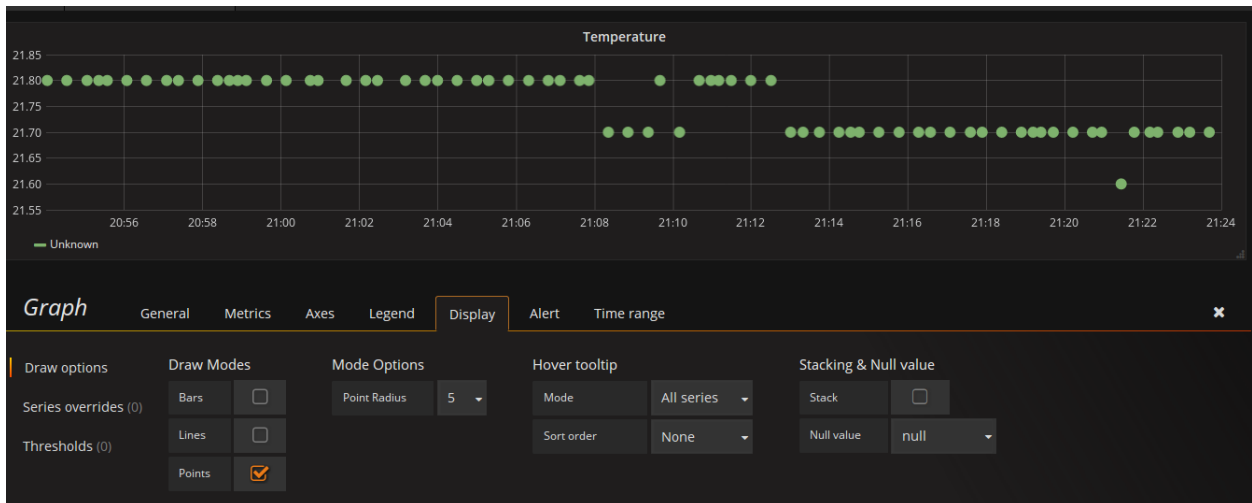 Temperature
21.85
21.80
21.75
21.70
21.65
21.60
21.55
20:56 20:58 21:00 21:02 21:04 21:06 21:08 21:10 21:12 21:14 21:16 21:18 21:20 21:22 21:24
Unknown
Graph General Metrics Axes Legend Display Alert Time range
Draw options Draw Modes Mode Options Hover tooltip Stacking & Null value
Bars Point Radius 5 Mode All series Stack
Series overrides (0)
Lines Sort order None Null value null
Thresholds (0)
Points